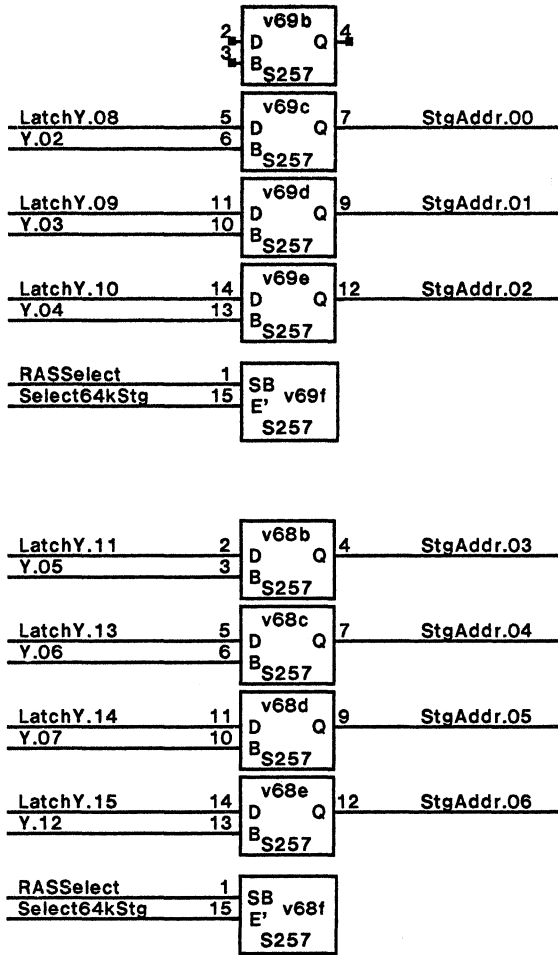 v69b
2 D Q 4
3 B
S257
v69c
LatchY.08 5 D Q 7 StgAddr.00
Y.02 6 B
S257
v69d
LatchY.09 11 D Q 9 StgAddr.01
Y.03 10 B
S257
v69e
LatchY.10 14 D Q 12 StgAddr.02
Y.04 13 B
S257
RASSelect 1 SB v69f
Select64kStg 15 E'
S257
v68b
LatchY.11 2 D Q 4 StgAddr.03
Y.05 3 B
S257
v68c
LatchY.13 5 D Q 7 StgAddr.04
Y.06 6 B
S257
v68d
LatchY.14 11 D Q 9 StgAddr.05
Y.07 10 B
S257
v68e
LatchY.15 14 D Q 12 StgAddr.06
Y.12 13 B
S257
RASSelect 1 SB v68f
Select64kStg 15 E'
S257